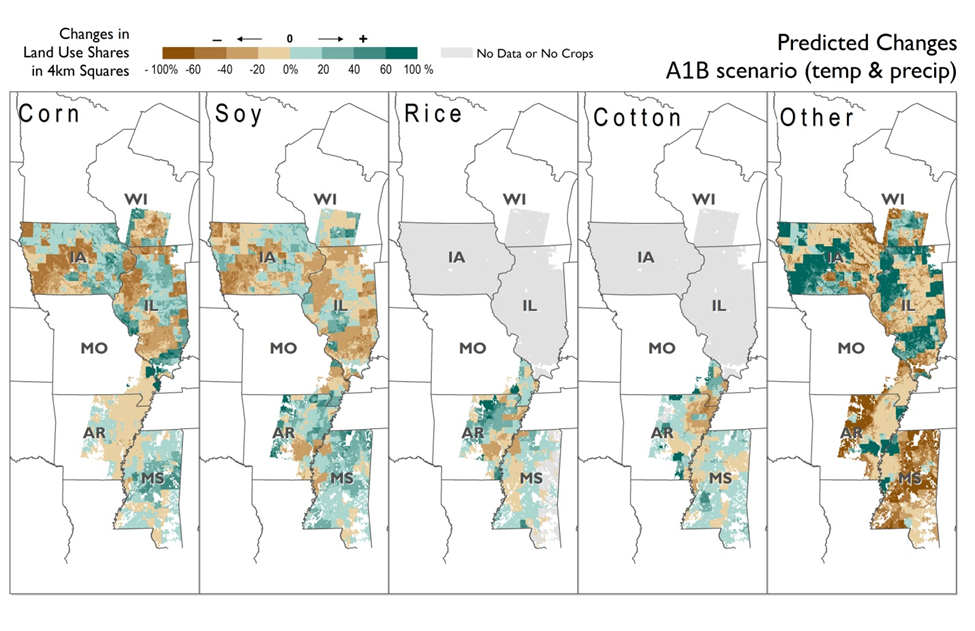 Changes in
Land Use Shares
in 4km Squares
− 0 +
- 100% -60 -40 -20 0% 20 40 60 100 %
No Data or No Crops
Predicted Changes
A1B scenario (temp & precip)
Corn
WI
IA
IL
MO
AR
MS
Soy
WI
IA
IL
MO
AR
MS
Rice
WI
IA
IL
MO
AR
MS
Cotton
WI
IA
IL
MO
AR
MS
Other
WI
IA
IL
MO
AR
MS